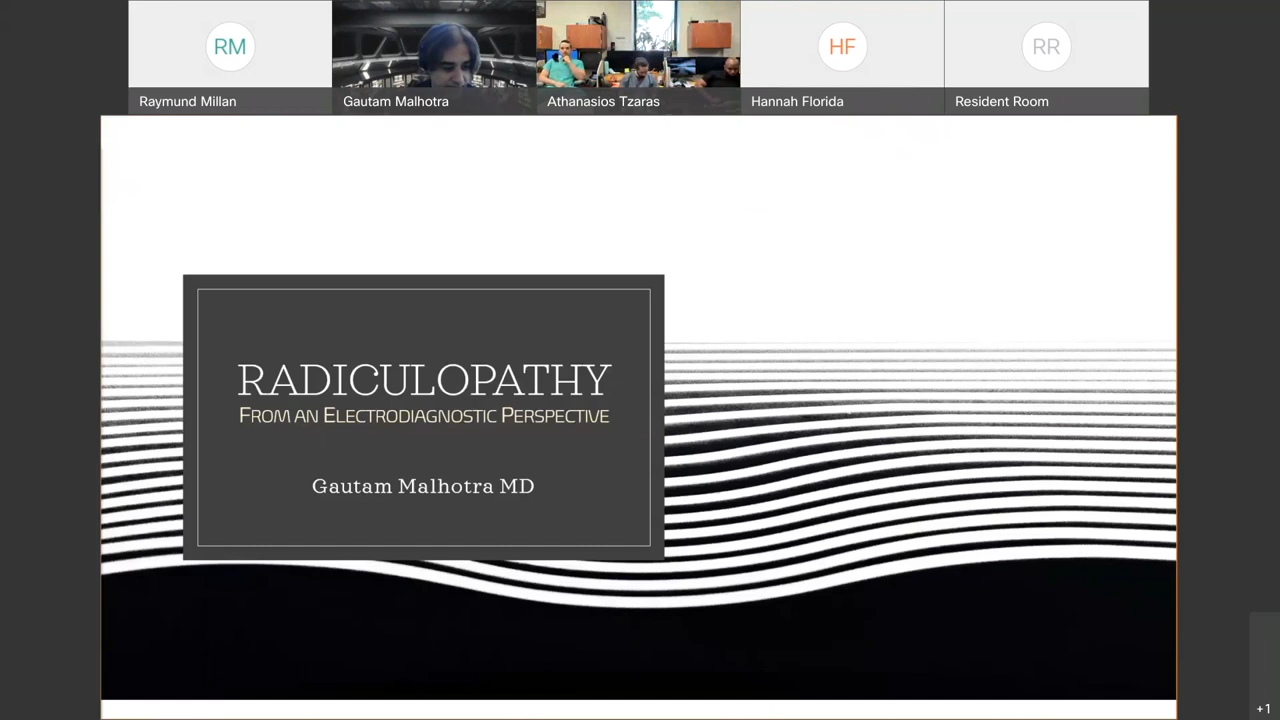 RM
HF
RR
Raymund Millan
Gautam Malhotra
Athanasios Tzaras
Hannah Florida
Resident Room
RADICULOPATHY
FROM AN ELECTRODIAGNOSTIC PERSPECTIVE
Gautam Malhotra MD
+1